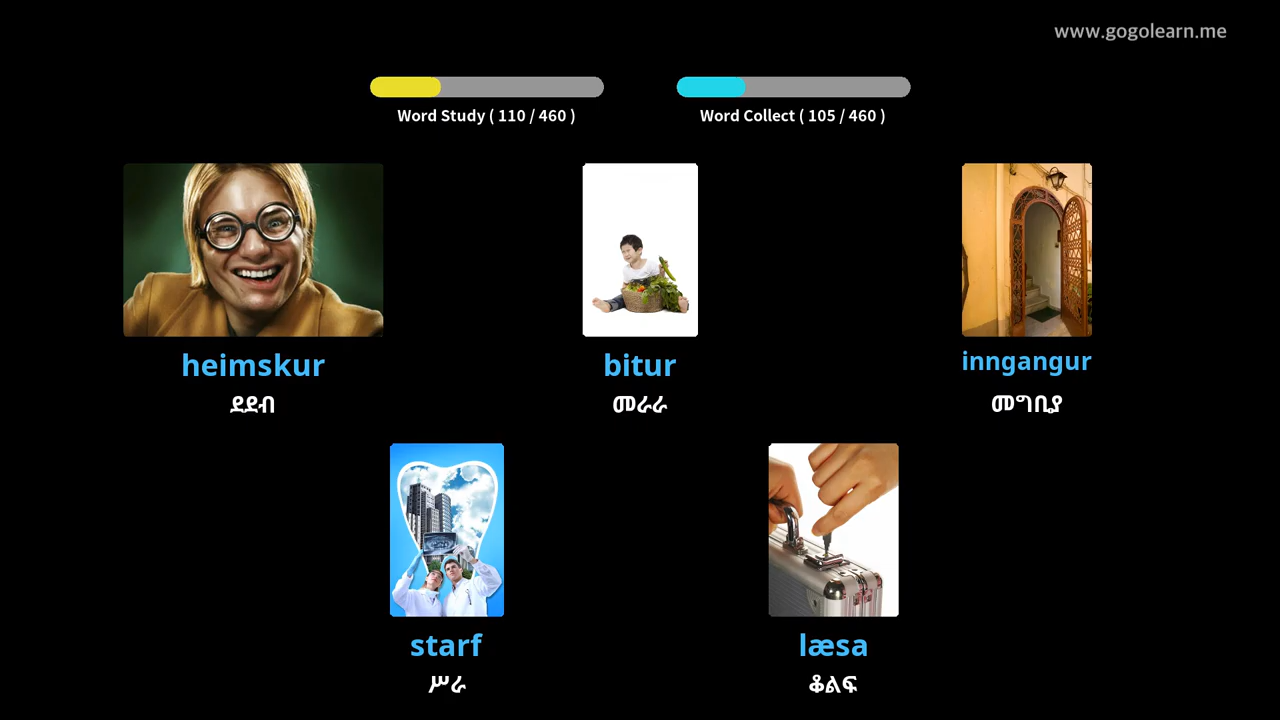 www.gogolearn.me
Word Study ( 110 / 460 )
Word Collect ( 105 / 460 )
heimskur
ደደብ
bitur
መራራ
inngangur
መግቢያ
starf
ሥራ
læsa
ቆልፍ